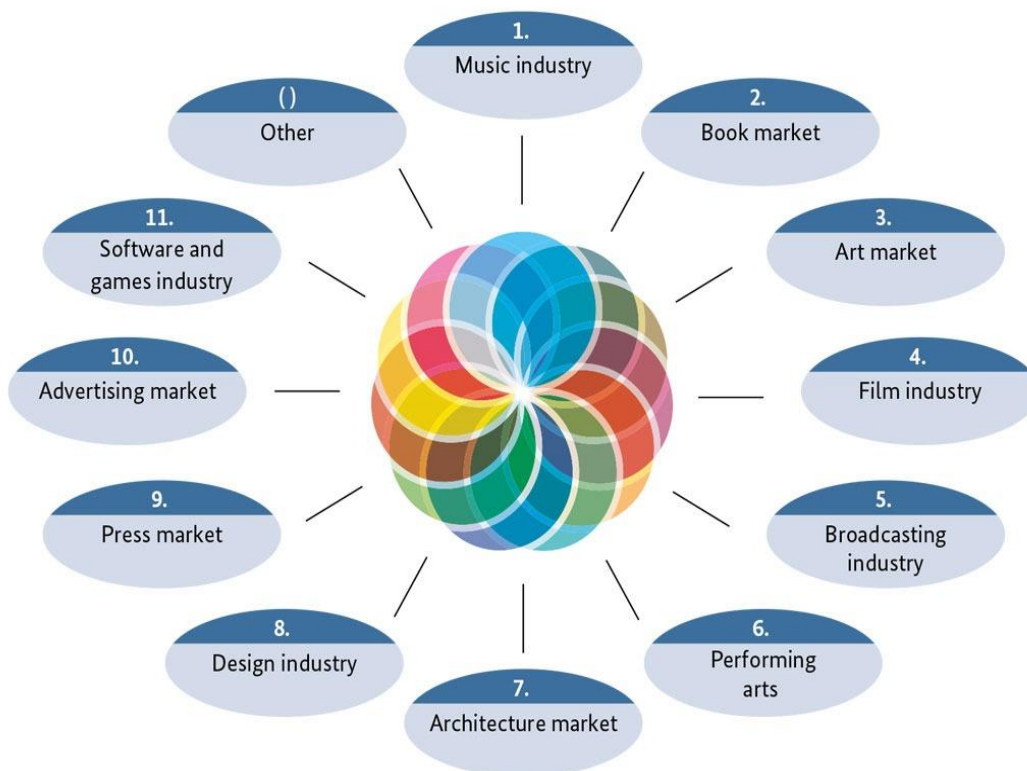 1.
Music industry
2.
Book market
3.
Art market
4.
Film industry
5.
Broadcasting
industry
6.
Performing
arts
7.
Architecture market
8.
Design industry
9.
Press market
10.
Advertising market
11.
Software and
games industry
( )
Other